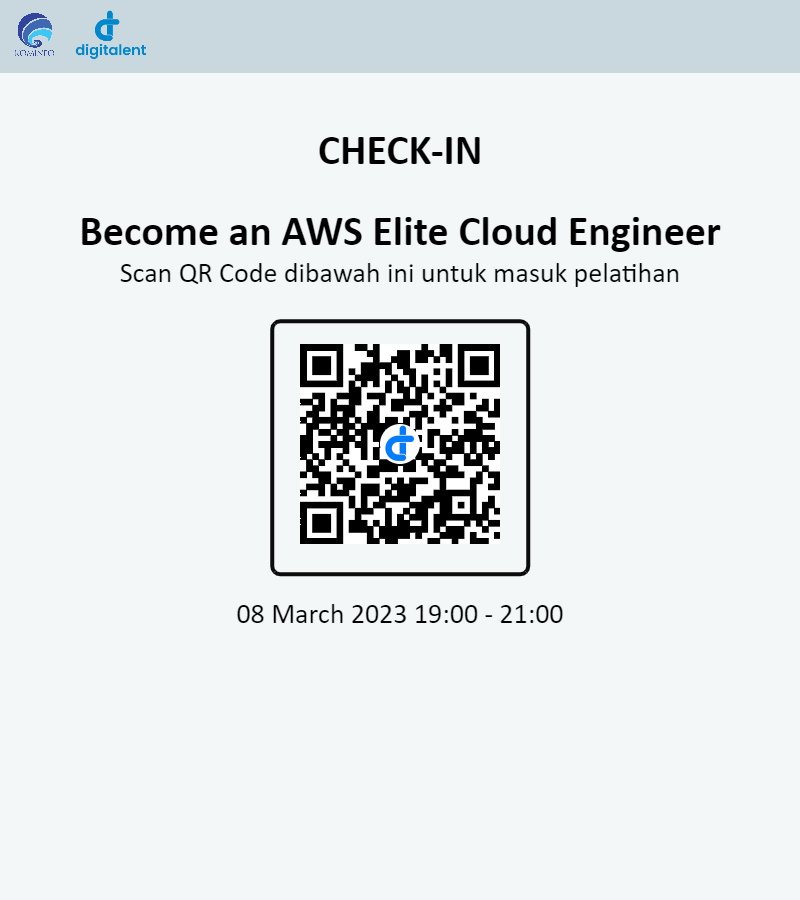 KOMINFO
digitalent
CHECK-IN
Become an AWS Elite Cloud Engineer
Scan QR Code dibawah ini untuk masuk pelatihan
08 March 2023 19:00 - 21:00